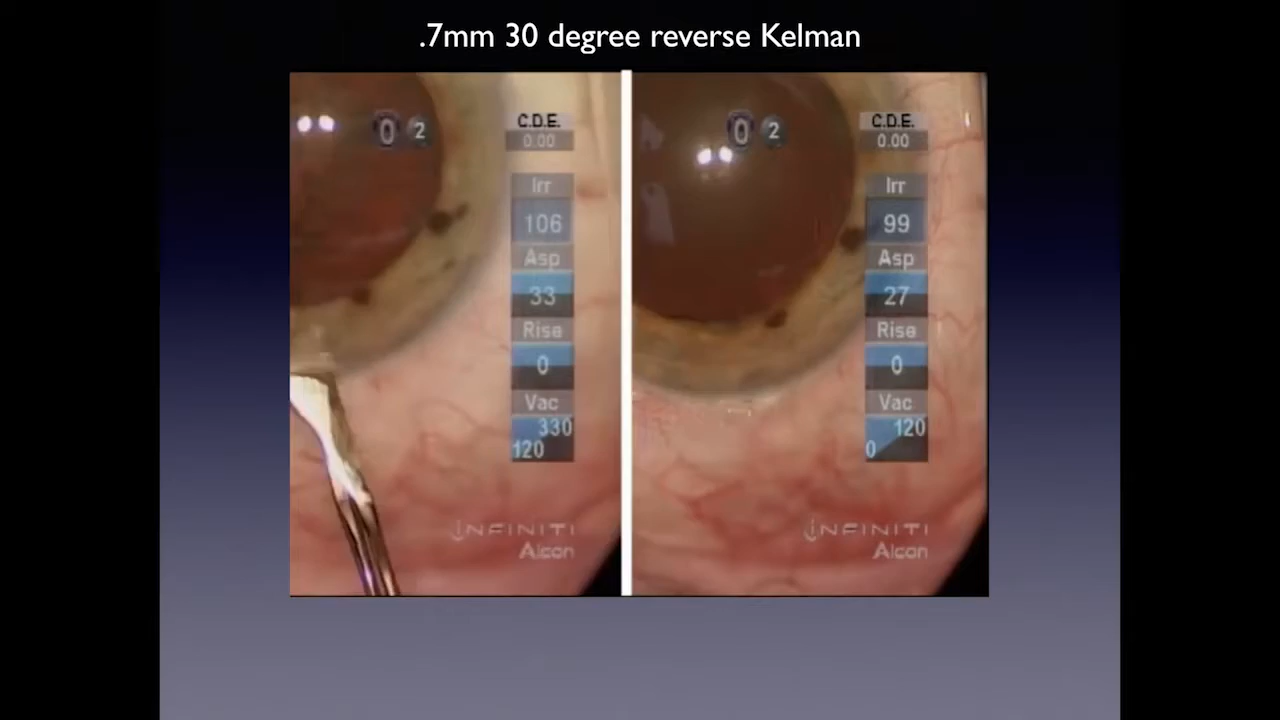 .7mm 30 degree reverse Kelman
0 2
C.D.E.
0.00
Irr
106
Asp
33
Rise
0
Vac
330
120
INFINITI
Alcon
0 2
C.D.E.
0.00
Irr
99
Asp
27
Rise
0
Vac
120
0
INFINITI
Alcon